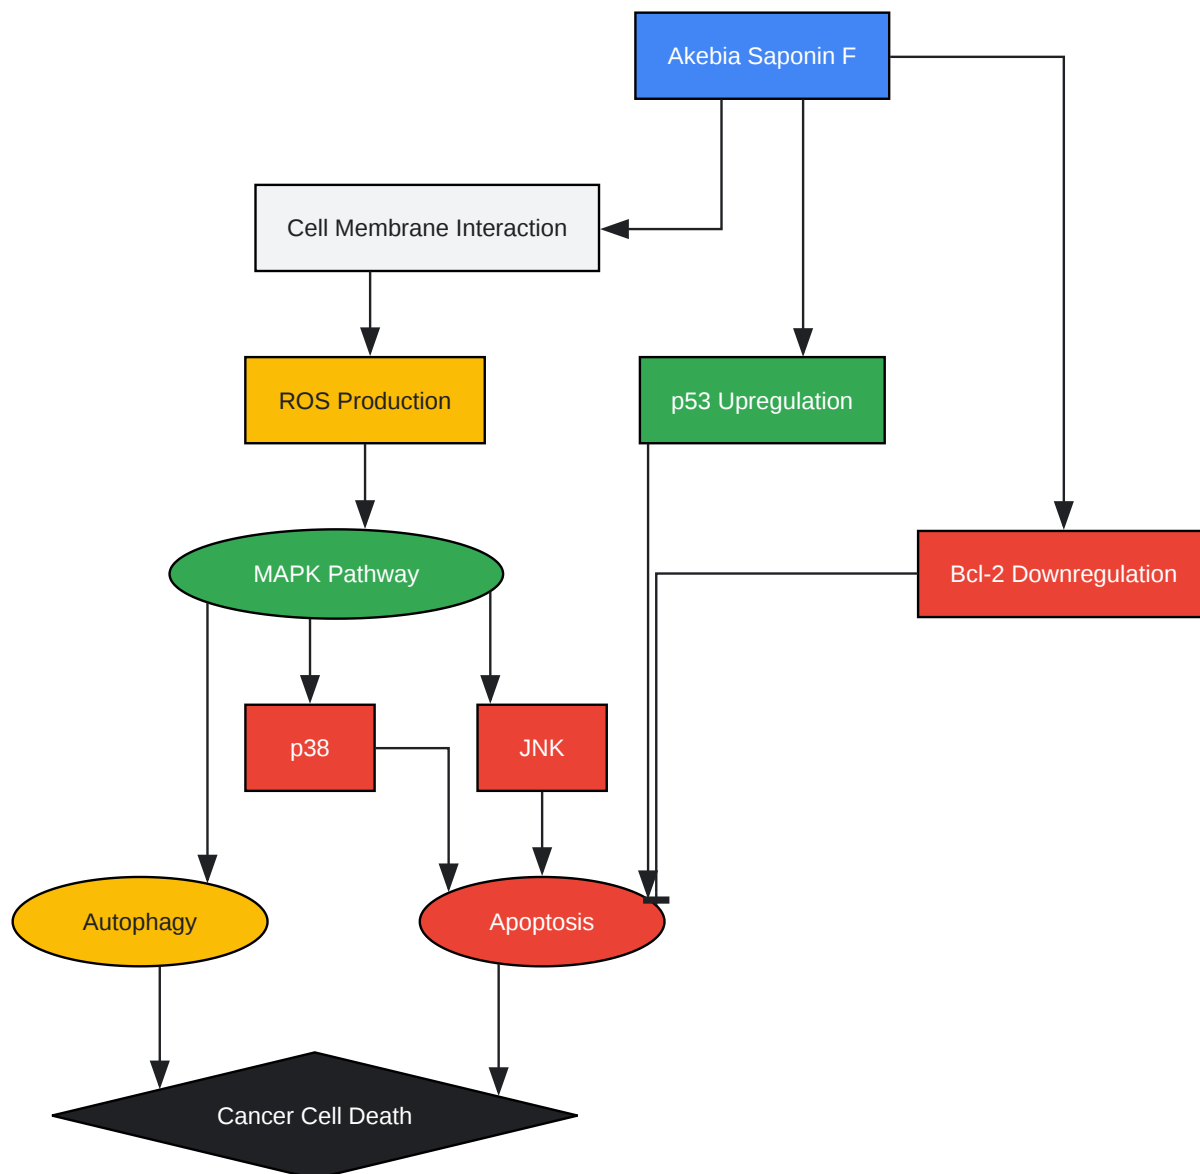 Akebia Saponin F
Cell Membrane Interaction
ROS Production
p53 Upregulation
MAPK Pathway
Bcl-2 Downregulation
p38
JNK
Autophagy
Apoptosis
Cancer Cell Death